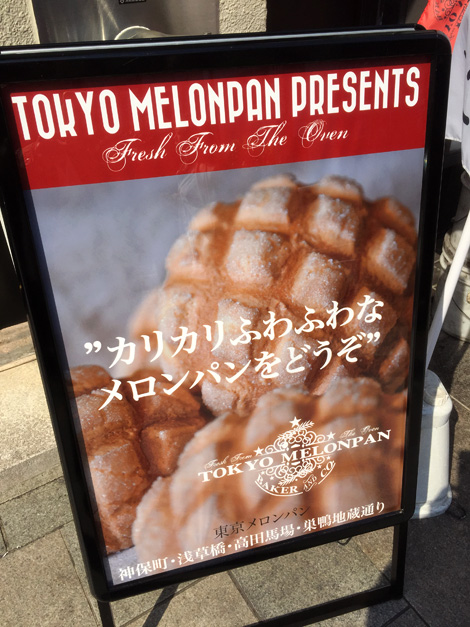 TOKYO MELONPAN PRESENTS
Fresh From The Oven
”カリカリふわふわな
メロンパンをどうぞ”
Fresh From The Oven
TOKYO MELONPAN
BAKER AND CO.
東京メロンパン
神保町・浅草橋・高田馬場・巣鴨地蔵通り